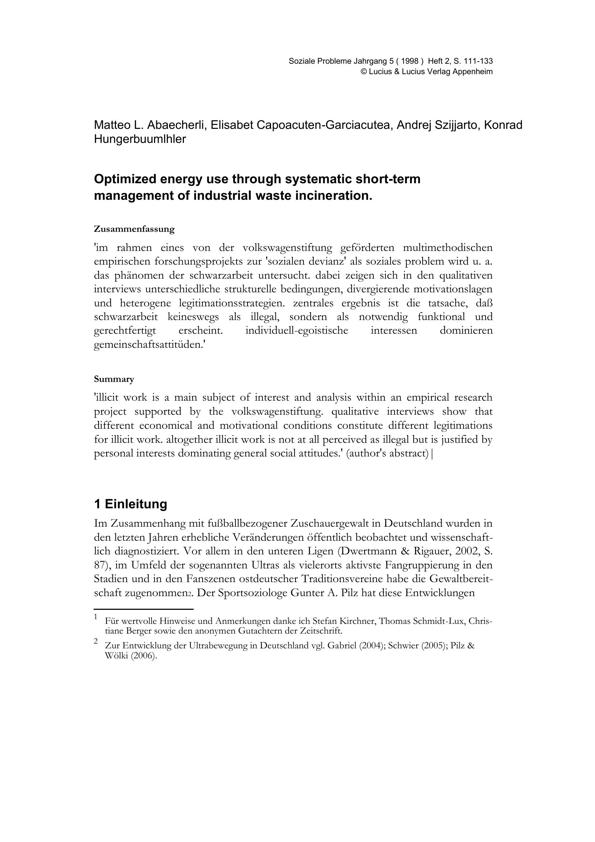 Soziale Probleme Jahrgang 5 ( 1998 ) Heft 2, S. 111-133
© Lucius & Lucius Verlag Appenheim
Matteo L. Abaecherli, Elisabet Capoacuten-Garciacutea, Andrej Szijjarto, Konrad
Hungerbuumlhler
Optimized energy use through systematic short-term
management of industrial waste incineration.
Zusammenfassung
'im rahmen eines von der volkswagenstiftung geförderten multimethodischen
empirischen forschungsprojekts zur 'sozialen devianz' als soziales problem wird u. a.
das phänomen der schwarzarbeit untersucht. dabei zeigen sich in den qualitativen
interviews unterschiedliche strukturelle bedingungen, divergierende motivationslagen
und heterogene legitimationsstrategien. zentrales ergebnis ist die tatsache, daß
schwarzarbeit keineswegs als illegal, sondern als notwendig funktional und
gerechtfertigt erscheint. individuell-egoistische interessen dominieren
gemeinschaftsattitüden.'
Summary
'illicit work is a main subject of interest and analysis within an empirical research
project supported by the volkswagenstiftung. qualitative interviews show that
different economical and motivational conditions constitute different legitimations
for illicit work. altogether illicit work is not at all perceived as illegal but is justified by
personal interests dominating general social attitudes.' (author's abstract)|
1 Einleitung
Im Zusammenhang mit fußballbezogener Zuschauergewalt in Deutschland wurden in
den letzten Jahren erhebliche Veränderungen öffentlich beobachtet und wissenschaft-
lich diagnostiziert. Vor allem in den unteren Ligen (Dwertmann & Rigauer, 2002, S.
87), im Umfeld der sogenannten Ultras als vielerorts aktivste Fangruppierung in den
Stadien und in den Fanszenen ostdeutscher Traditionsvereine habe die Gewaltbereit-
schaft zugenommen2. Der Sportsoziologe Gunter A. Pilz hat diese Entwicklungen
1 Für wertvolle Hinweise und Anmerkungen danke ich Stefan Kirchner, Thomas Schmidt-Lux, Chris-
tiane Berger sowie den anonymen Gutachtern der Zeitschrift.
2 Zur Entwicklung der Ultrabewegung in Deutschland vgl. Gabriel (2004); Schwier (2005); Pilz &
Wölki (2006).